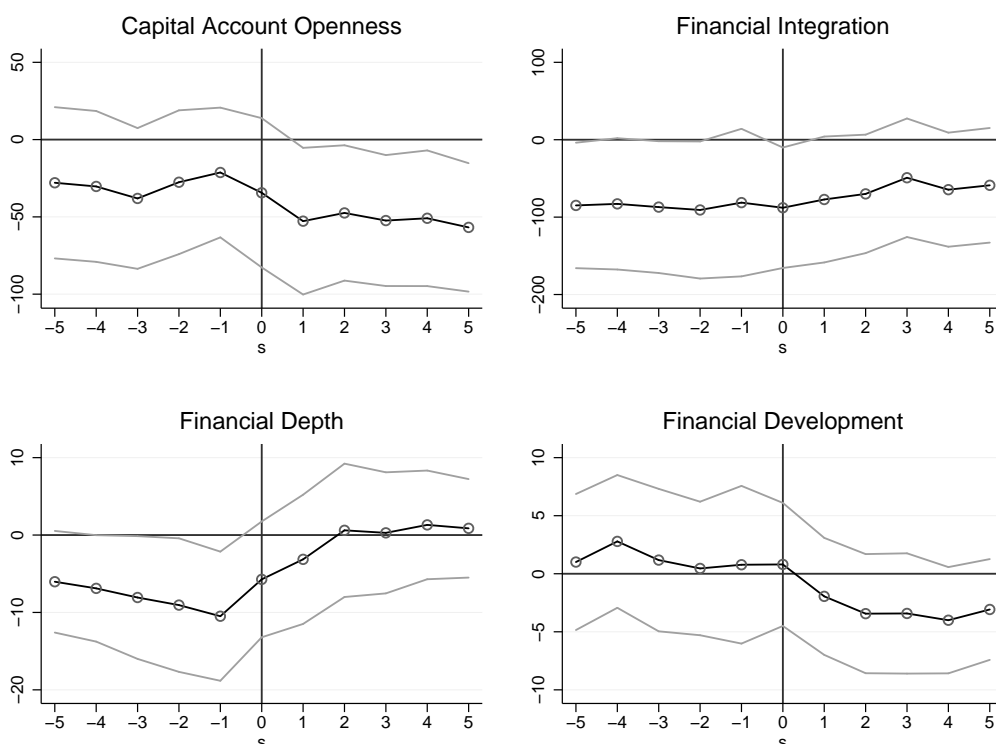 Capital Account Openness
50
0
−50
−100
−5 −4 −3 −2 −1 0 1 2 3 4 5
s
Financial Integration
100
0
−100
−200
−5 −4 −3 −2 −1 0 1 2 3 4 5
s
Financial Depth
10
0
−10
−20
−5 −4 −3 −2 −1 0 1 2 3 4 5
s
Financial Development
10
5
0
−5
−10
−5 −4 −3 −2 −1 0 1 2 3 4 5
s